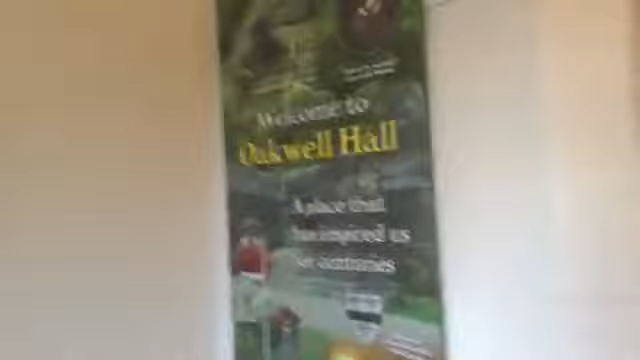 Welcome to
Oakwell Hall
A place that
has inspired us
for centuries